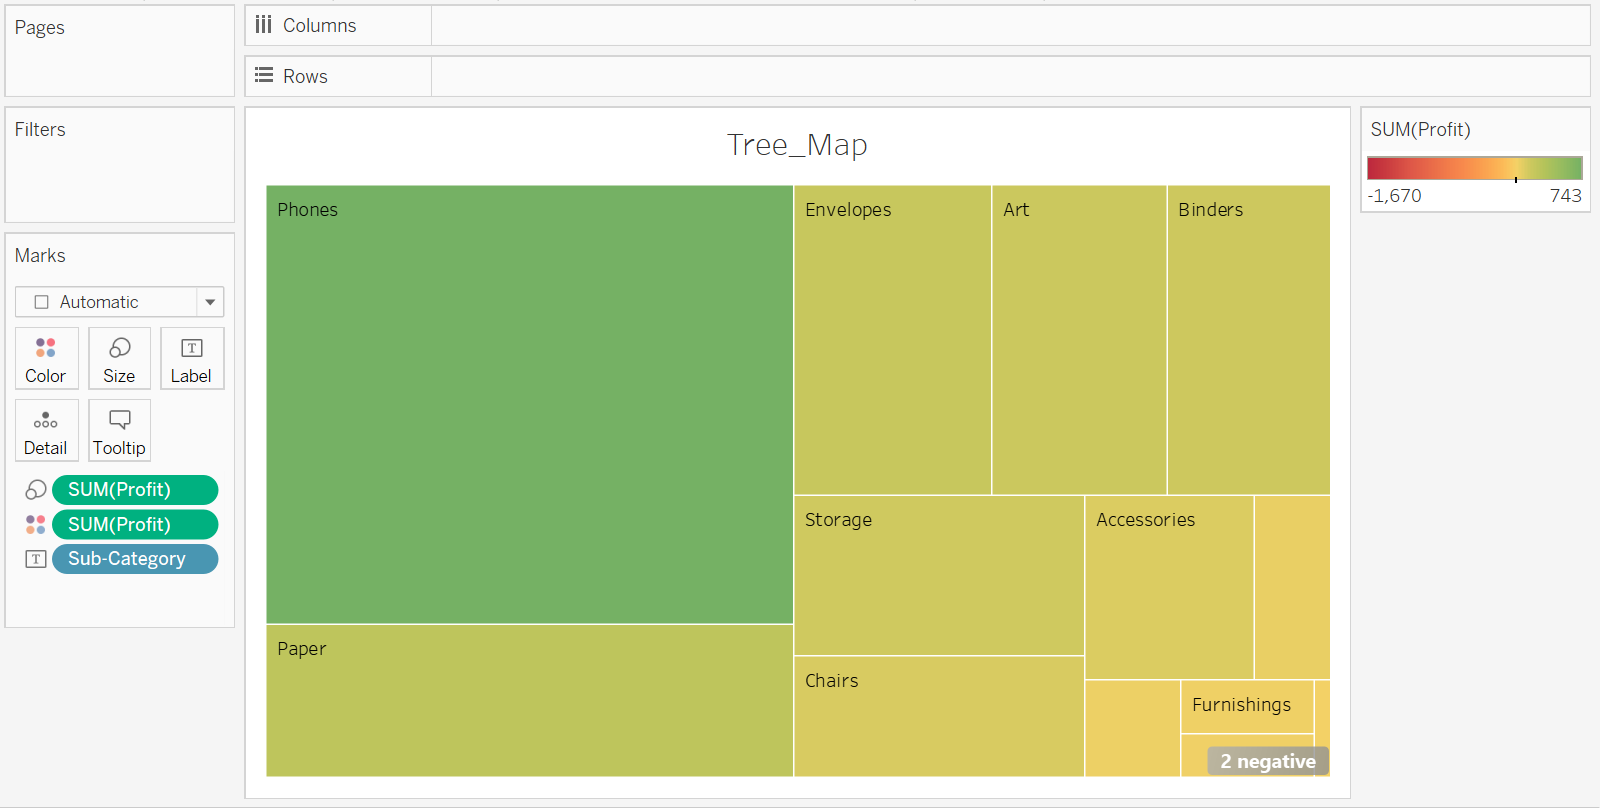 Pages
Columns
Rows
Filters
Marks
Automatic
Color
Size
Label
Detail
Tooltip
SUM(Profit)
SUM(Profit)
Sub-Category
Tree_Map
Phones
Envelopes
Art
Binders
Storage
Accessories
Paper
Chairs
Furnishings
2 negative
SUM(Profit)
-1,670
743